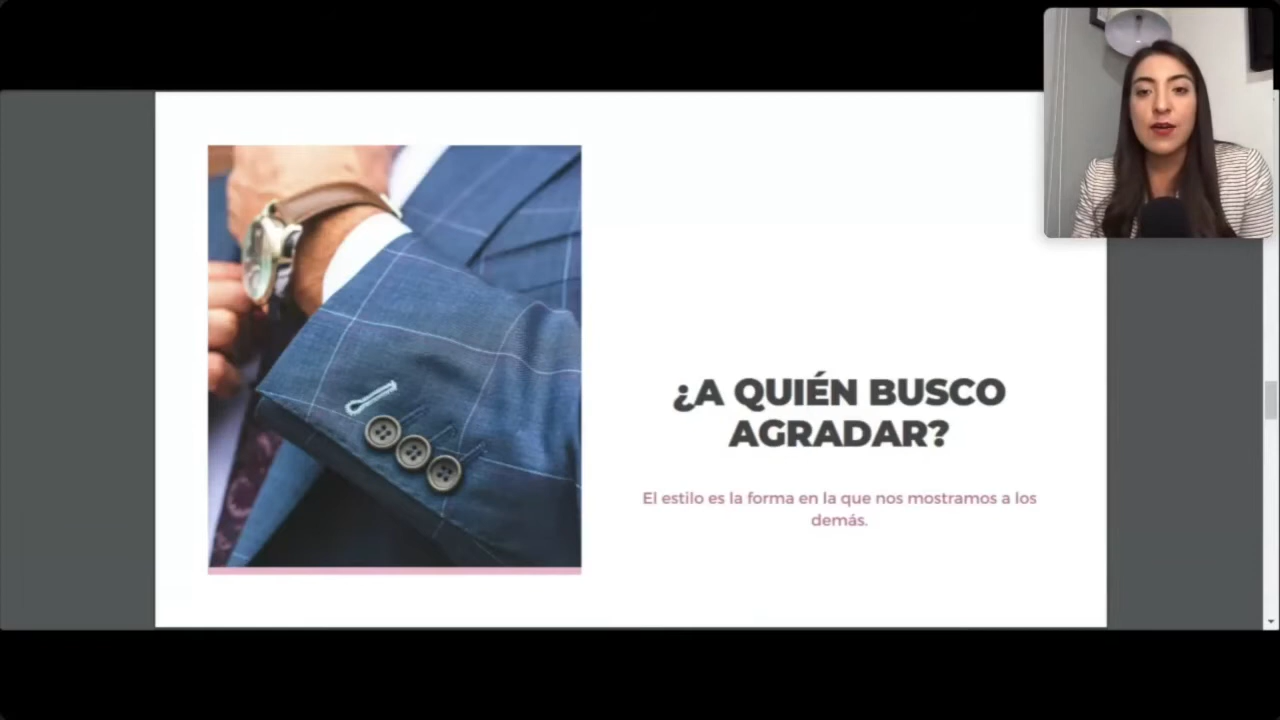 ¿A QUIÉN BUSCO
AGRADAR?
El estilo es la forma en la que nos mostramos a los
demás.